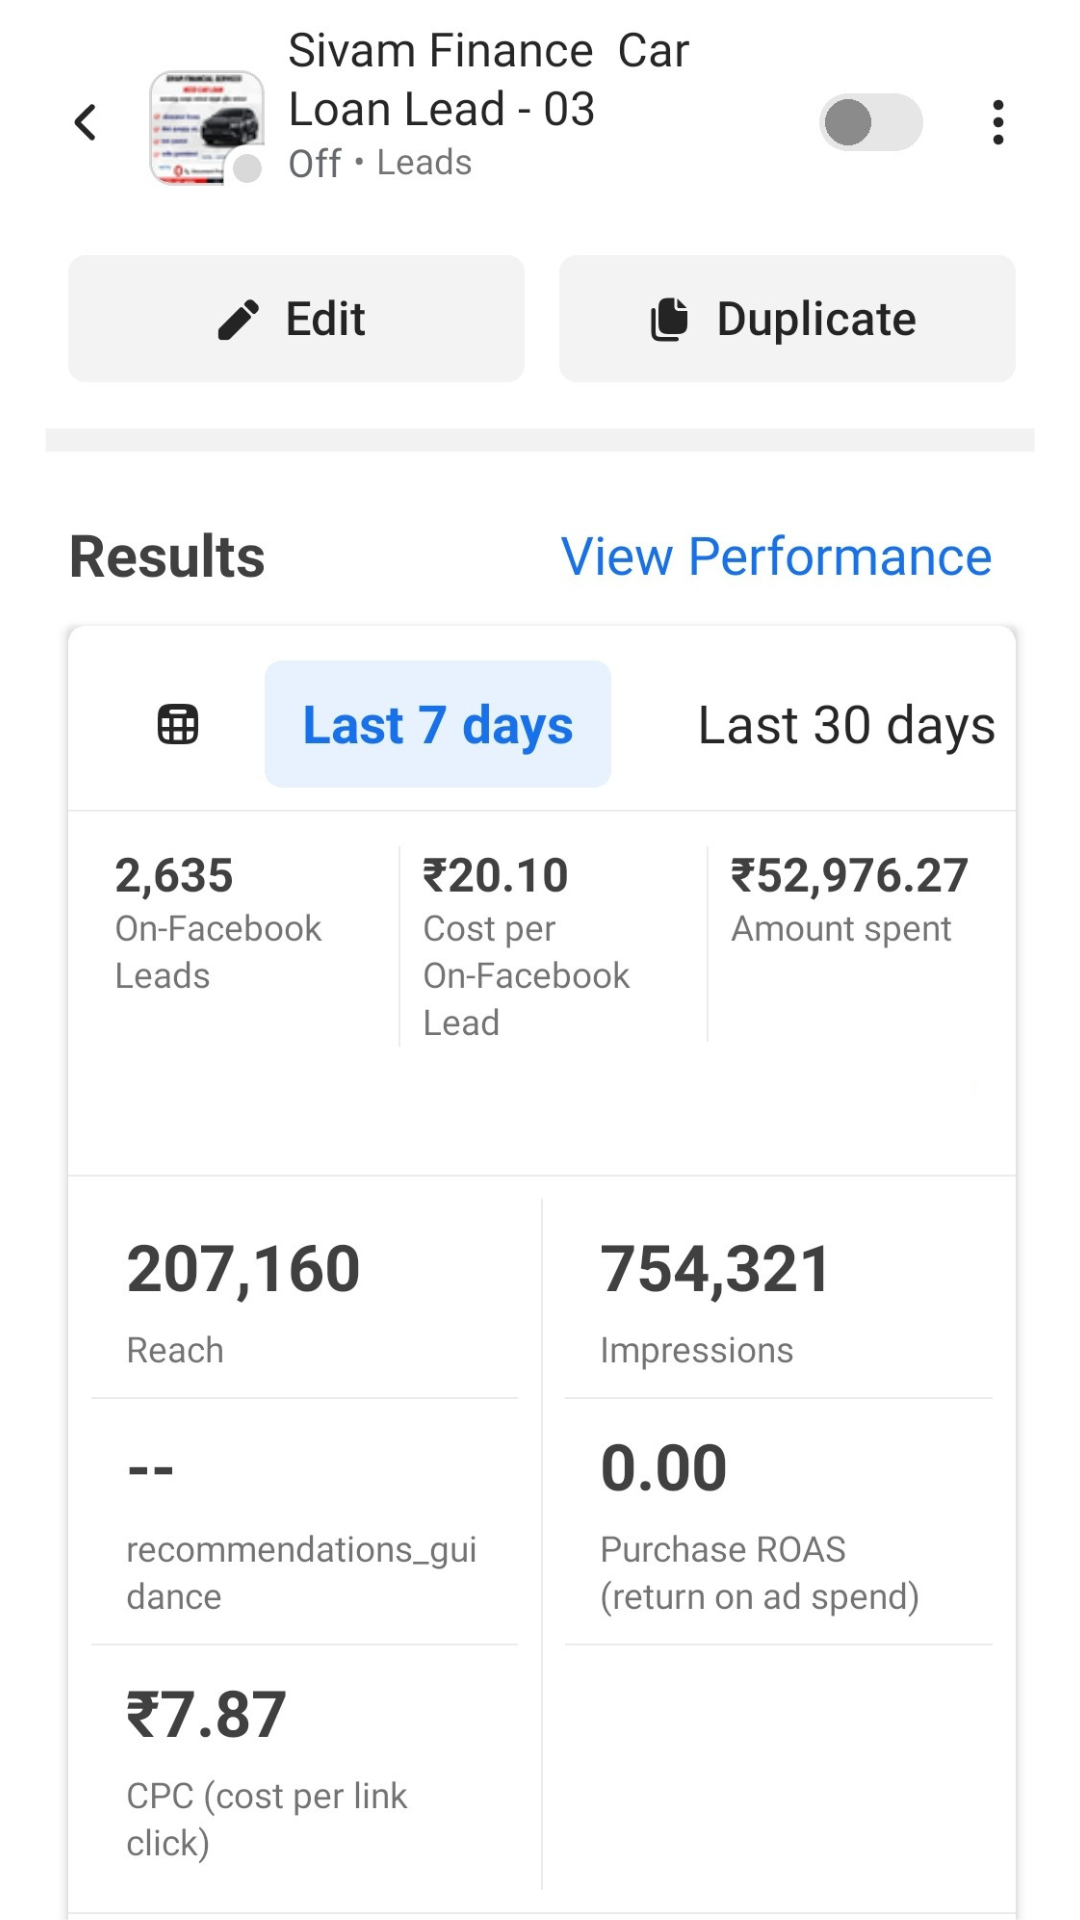 Sivam Finance  Car
Loan Lead - 03
Off • Leads
Edit
Duplicate
Results
View Performance
Last 7 days
Last 30 days
2,635
On-Facebook
Leads
₹20.10
Cost per
On-Facebook
Lead
₹52,976.27
Amount spent
207,160
Reach
754,321
Impressions
--
recommendations_gui
dance
0.00
Purchase ROAS
(return on ad spend)
₹7.87
CPC (cost per link
click)